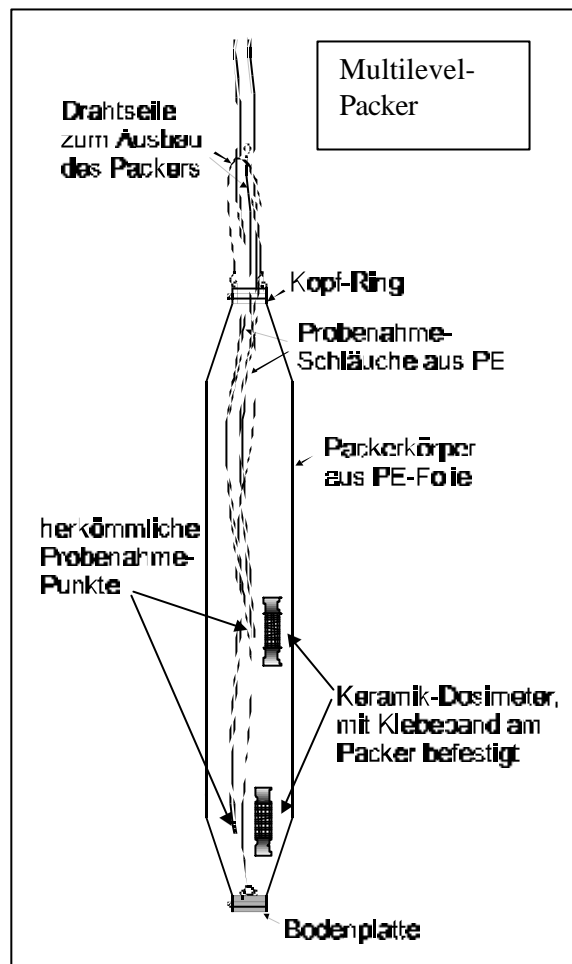 Multilevel-
Packer
Drahtseile
zum Ausbau
des Packers
Kopf-Ring
Probenahme-
Schläuche aus PE
Packerkörper
aus PE-Folie
herkömmliche
Probenahme-
Punkte
Keramik-Dosimeter,
mit Klebeband am
Packer befestigt
Bodenplatte